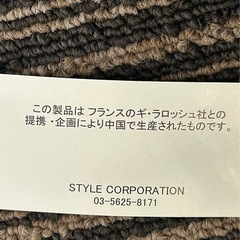 この製品は フランスのギ・ラロッシュ社との
提携・企画により中国で生産されたものです。
STYLE CORPORATION
03-5625-8171